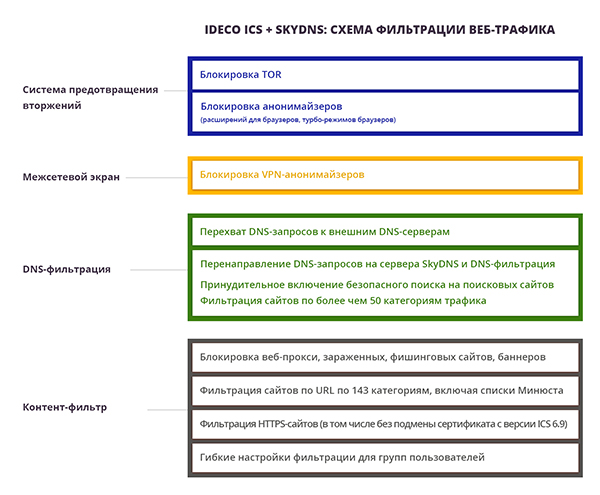 IDECO ICS + SKYDNS: СХЕМА ФИЛЬТРАЦИИ ВЕБ-ТРАФИКА
Система предотвращения
вторжений
Блокировка TOR
Блокировка анонимайзеров
(расширений для браузеров, турбо-режимов браузеров)
Межсетевой экран
Блокировка VPN-анонимайзеров
DNS-фильтрация
Перехват DNS-запросов к внешним DNS-серверам
Перенаправление DNS-запросов на сервера SkyDNS и DNS-фильтрация
Принудительное включение безопасного поиска на поисковых сайтов
Фильтрация сайтов по более чем 50 категориям трафика
Контент-фильтр
Блокировка веб-прокси, зараженных, фишинговых сайтов, баннеров
Фильтрация сайтов по URL по 143 категориям, включая списки Минюста
Фильтрация HTTPS-сайтов (в том числе без подмены сертификата с версии ICS 6.9)
Гибкие настройки фильтрации для групп пользователей